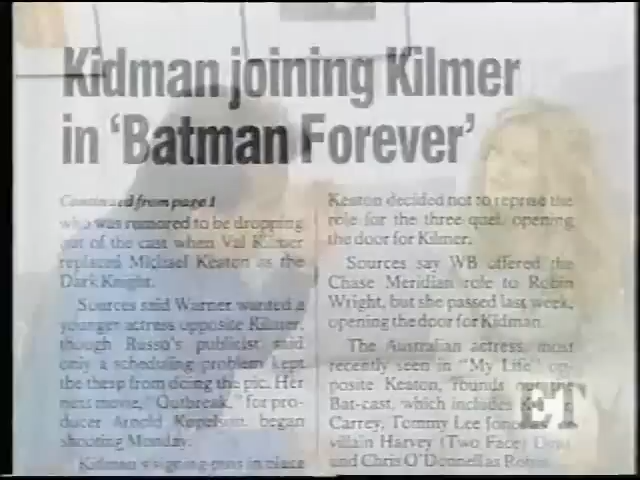 Kidman joining Kilmer
in 'Batman Forever'
Continued from page 1
who was rumored to be dropping
out of the cast when Val Kilmer
replaced Michael Keaton as the
Dark Knight.
Sources said Warner wanted a
younger actress opposite Kilmer,
though Russo's publicist said
only a scheduling problem kept
the thesp from doing the pic. Her
next movie, "Outbreak," for pro-
ducer Arnold Kopelson, began
shooting Monday.
Kidman's signing puts in place
Keaton decided not to reprise the
role for the three-quel, opening
the door for Kilmer.
Sources say WB offered the
Chase Meridian role to Robin
Wright, but she passed last week,
opening the door for Kidman.
The Australian actress, most
recently seen in "My Life" op-
posite Keaton, rounds out the
Bat-cast, which includes
Carrey, Tommy Lee Jones
villain Harvey (Two Face) Dent
and Chris O'Donnell as Robin
ET